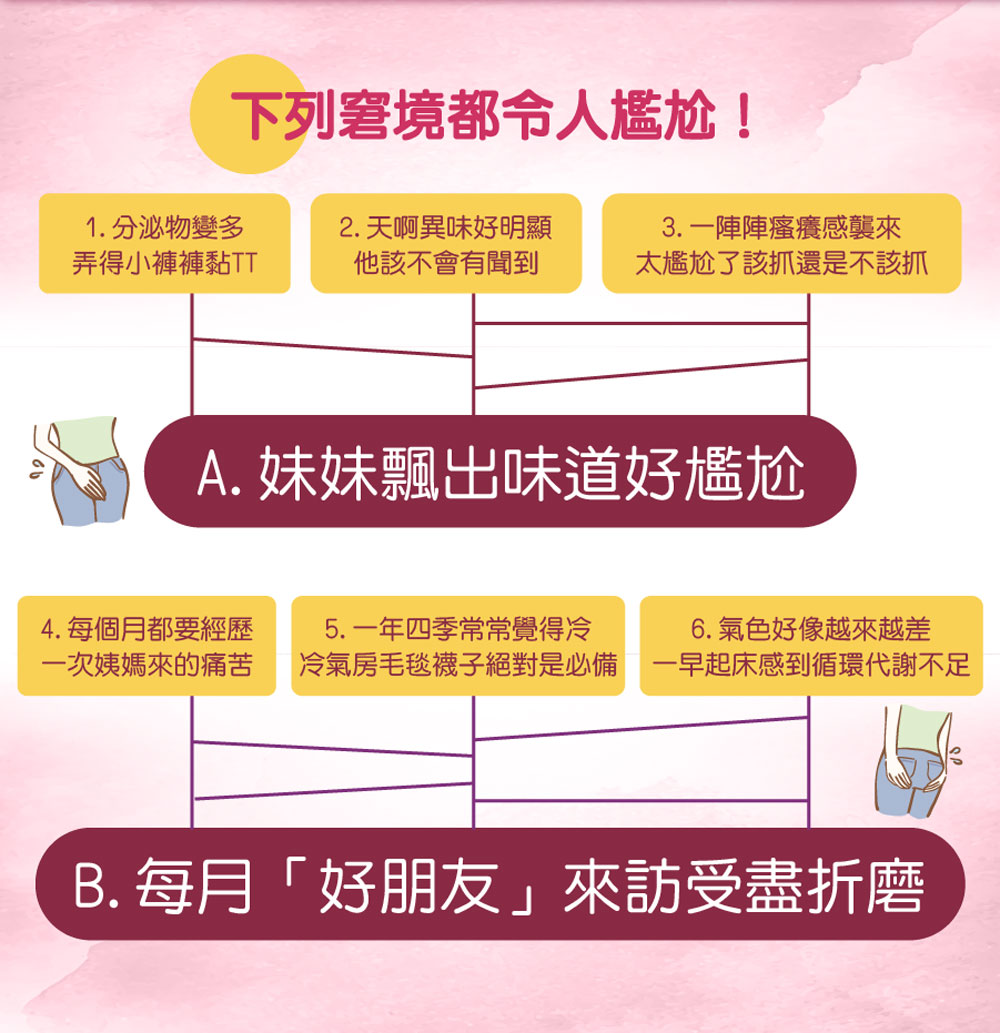 下列窘境都令人尷尬！
1. 分泌物變多
弄得小褲褲黏TT
2. 天啊異味好明顯
他該不會有聞到
3. 一陣陣瘙癢感襲來
太尷尬了該抓還是不該抓
A. 妹妹飄出味道好尷尬
4. 每個月都要經歷
一次姨媽來的痛苦
5. 一年四季常常覺得冷
冷氣房毛毯襪子絕對是必備
6. 氣色好像越來越差
一早起床感到循環代謝不足
B. 每月「好朋友」來訪受盡折磨